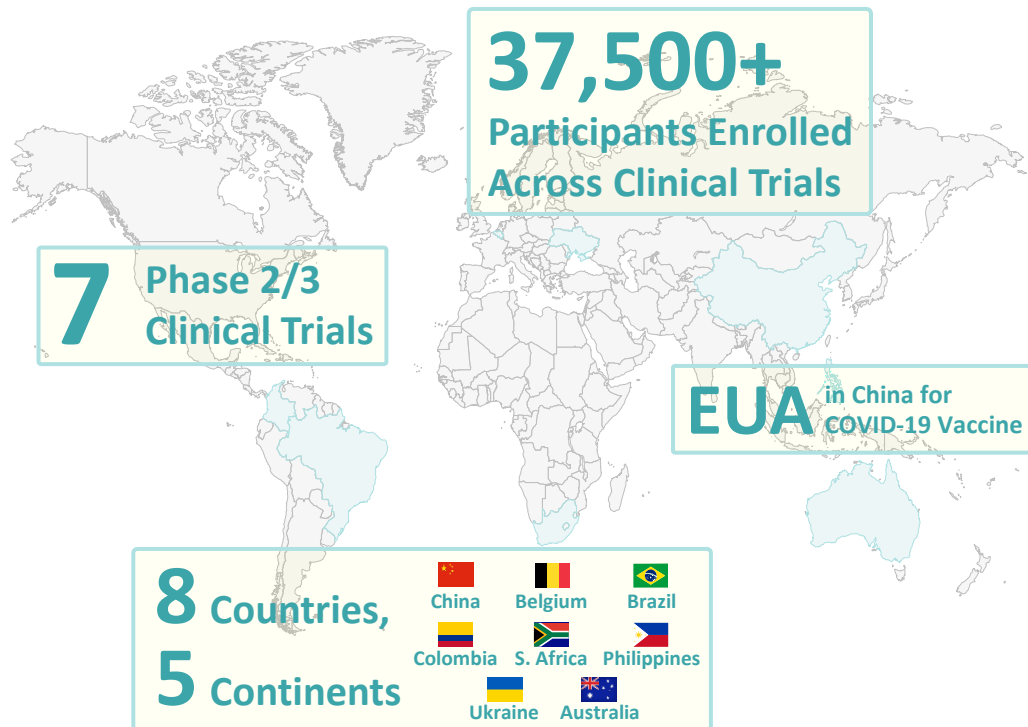 37,500+
Participants Enrolled
Across Clinical Trials
7 Phase 2/3
Clinical Trials
EUA in China for
COVID-19 Vaccine
8 Countries,
5 Continents
China Belgium Brazil
Colombia S. Africa Philippines
Ukraine Australia